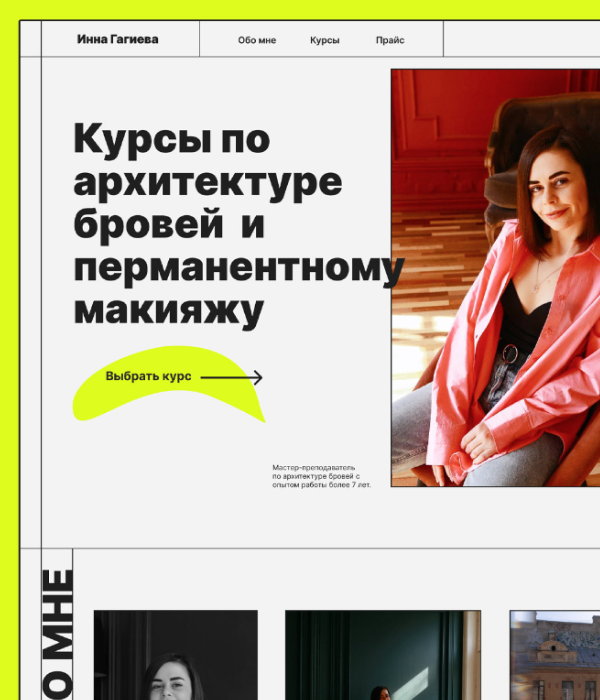 Инна Гагиева
Обо мне
Курсы
Прайс
Курсы по
архитектуре
бровей и
перманентному
макияжу
Выбрать курс
Мастер-преподаватель
по архитектуре бровей с
опытом работы более 7 лет.
О МНЕ